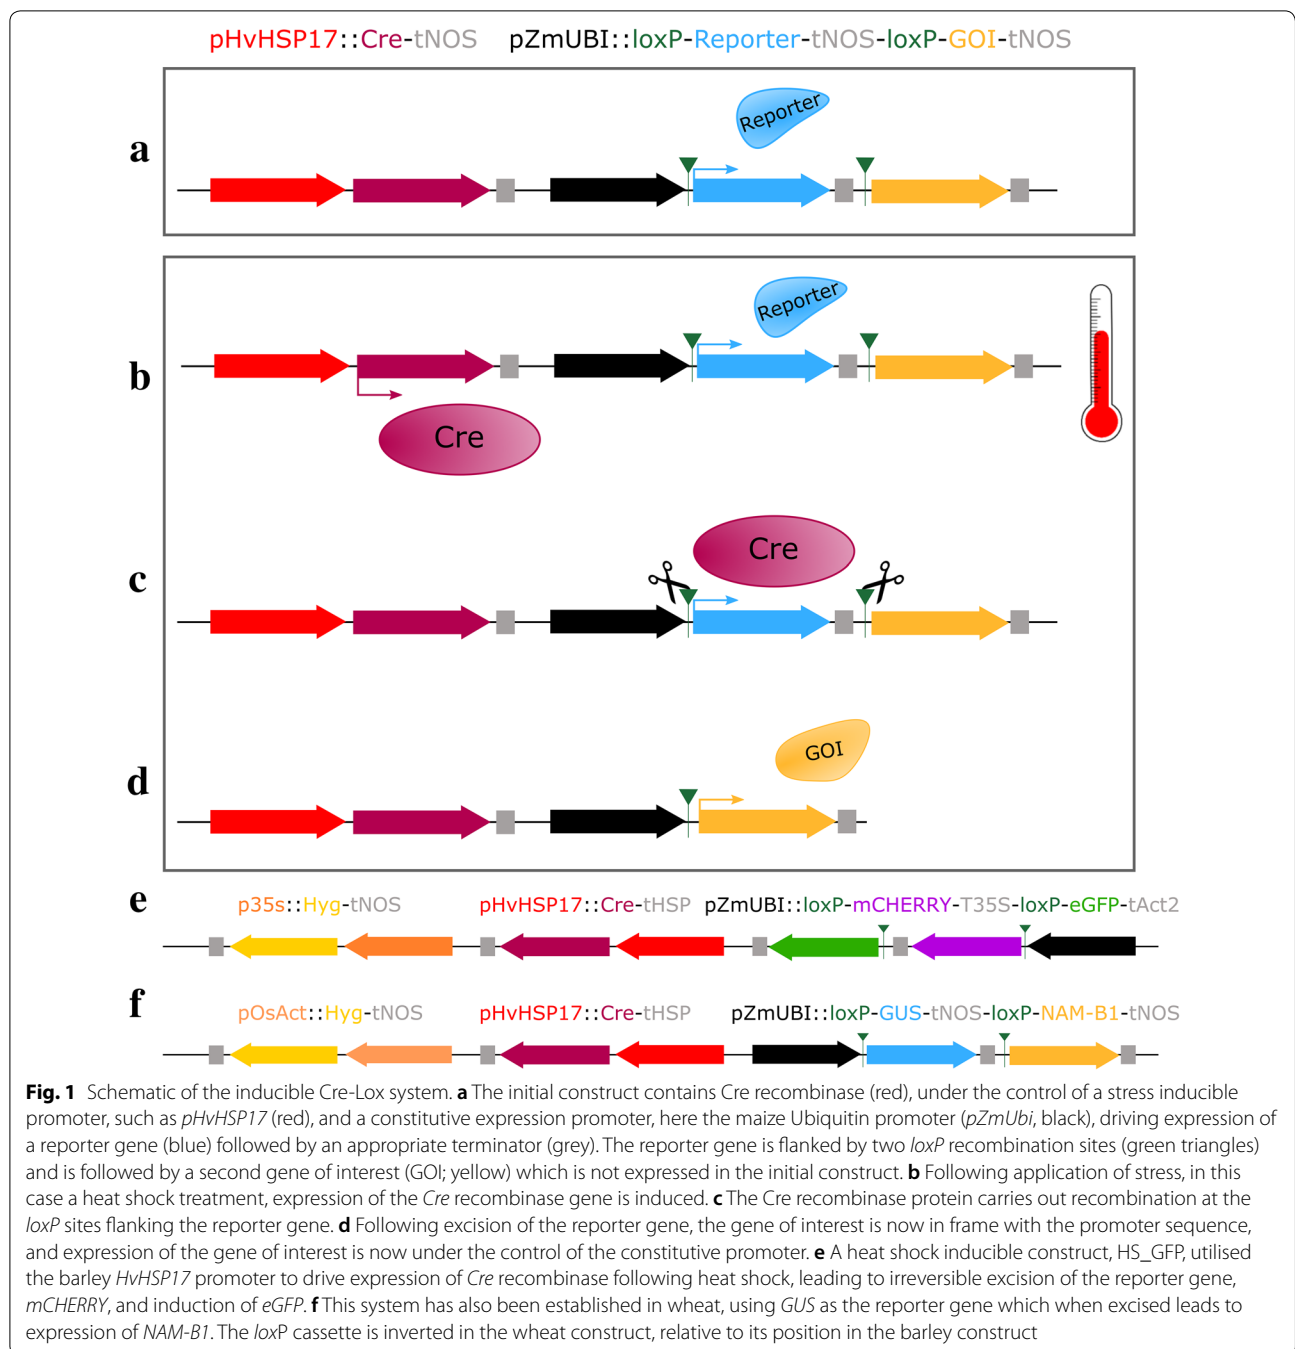 pHvHSP17::Cre-tNOS pZmUBI::loxP-Reporter-tNOS-loxP-GOI-tNOS
a
Reporter
b
Reporter
Cre
c
Cre
d
GOI
e
p35s::Hyg-tNOS pHvHSP17::Cre-tHSP pZmUBI::loxP-mCHERRY-T35S-loxP-eGFP-tAct2
f
pOsAct::Hyg-tNOS pHvHSP17::Cre-tHSP pZmUBI::loxP-GUS-tNOS-loxP-NAM-B1-tNOS
Fig. 1 Schematic of the inducible Cre-Lox system. a The initial construct contains Cre recombinase (red), under the control of a stress inducible
promoter, such as pHvHSP17 (red), and a constitutive expression promoter, here the maize Ubiquitin promoter (pZmUbi, black), driving expression of
a reporter gene (blue) followed by an appropriate terminator (grey). The reporter gene is flanked by two loxP recombination sites (green triangles)
and is followed by a second gene of interest (GOI; yellow) which is not expressed in the initial construct. b Following application of stress, in this
case a heat shock treatment, expression of the Cre recombinase gene is induced. c The Cre recombinase protein carries out recombination at the
loxP sites flanking the reporter gene. d Following excision of the reporter gene, the gene of interest is now in frame with the promoter sequence,
and expression of the gene of interest is now under the control of the constitutive promoter. e A heat shock inducible construct, HS_GFP, utilised
the barley HvHSP17 promoter to drive expression of Cre recombinase following heat shock, leading to irreversible excision of the reporter gene,
mCHERRY, and induction of eGFP. f This system has also been established in wheat, using GUS as the reporter gene which when excised leads to
expression of NAM-B1. The loxP cassette is inverted in the wheat construct, relative to its position in the barley construct